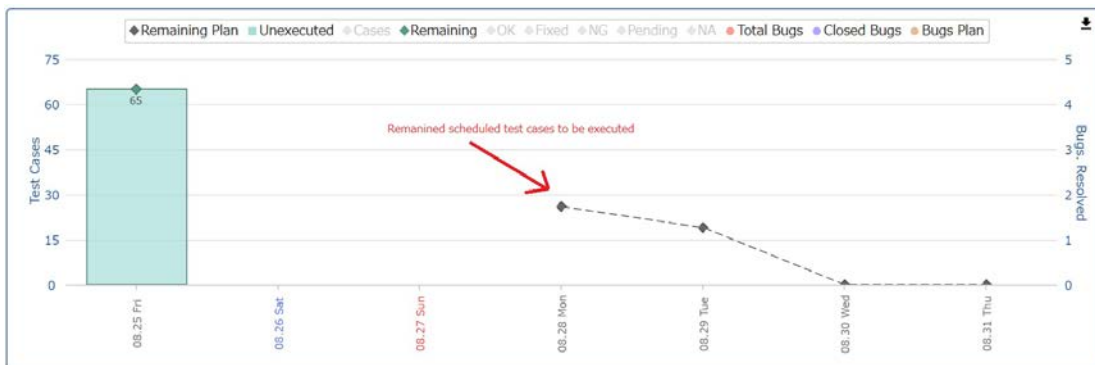 Remaining Plan Unexecuted Cases Remaining OK Fixed NG Pending NA Total Bugs Closed Bugs Bugs Plan
75
60
45
30
15
0
Test Cases
65
Remanined scheduled test cases to be executed
5
4
3
2
1
0
Bugs. Resolved
08.25 Fri
08.26 Sat
08.27 Sun
08.28 Mon
08.29 Tue
08.30 Wed
08.31 Thu